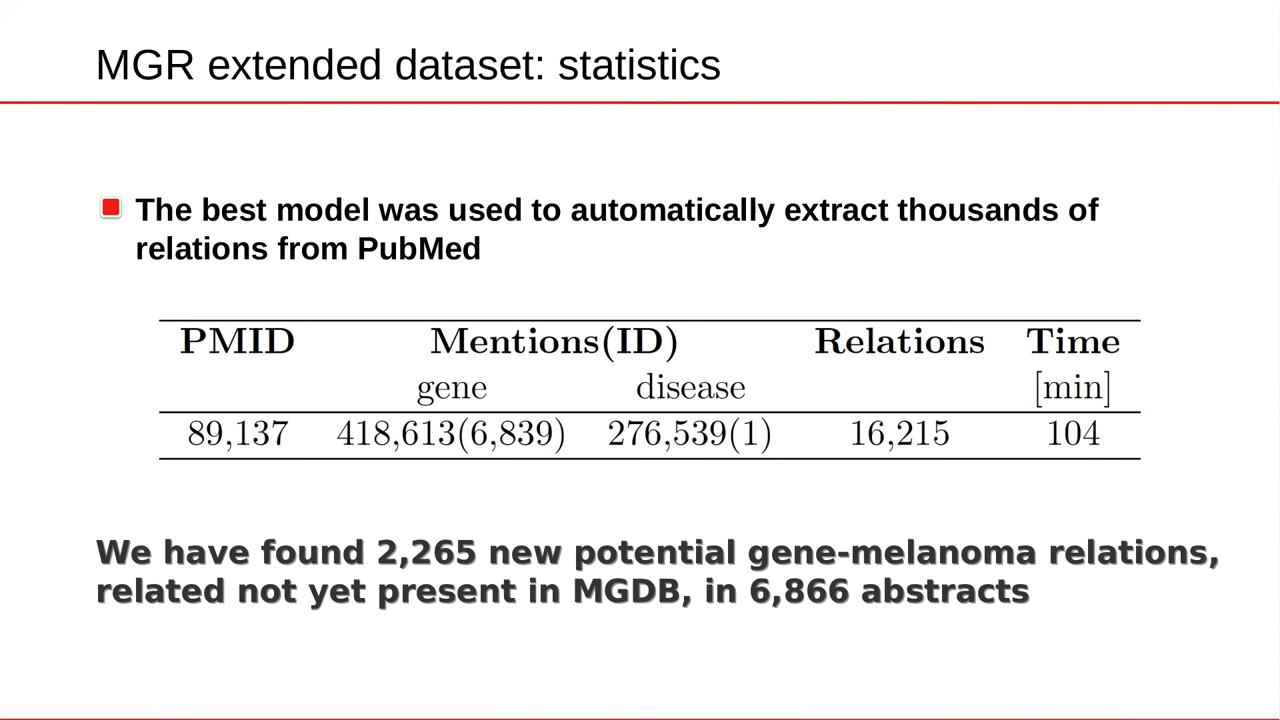 MGR extended dataset: statistics
The best model was used to automatically extract thousands of
relations from PubMed
PMID Mentions(ID) Relations Time
gene disease [min]
89,137 418,613(6,839) 276,539(1) 16,215 104
We have found 2,265 new potential gene-melanoma relations,
related not yet present in MGDB, in 6,866 abstracts